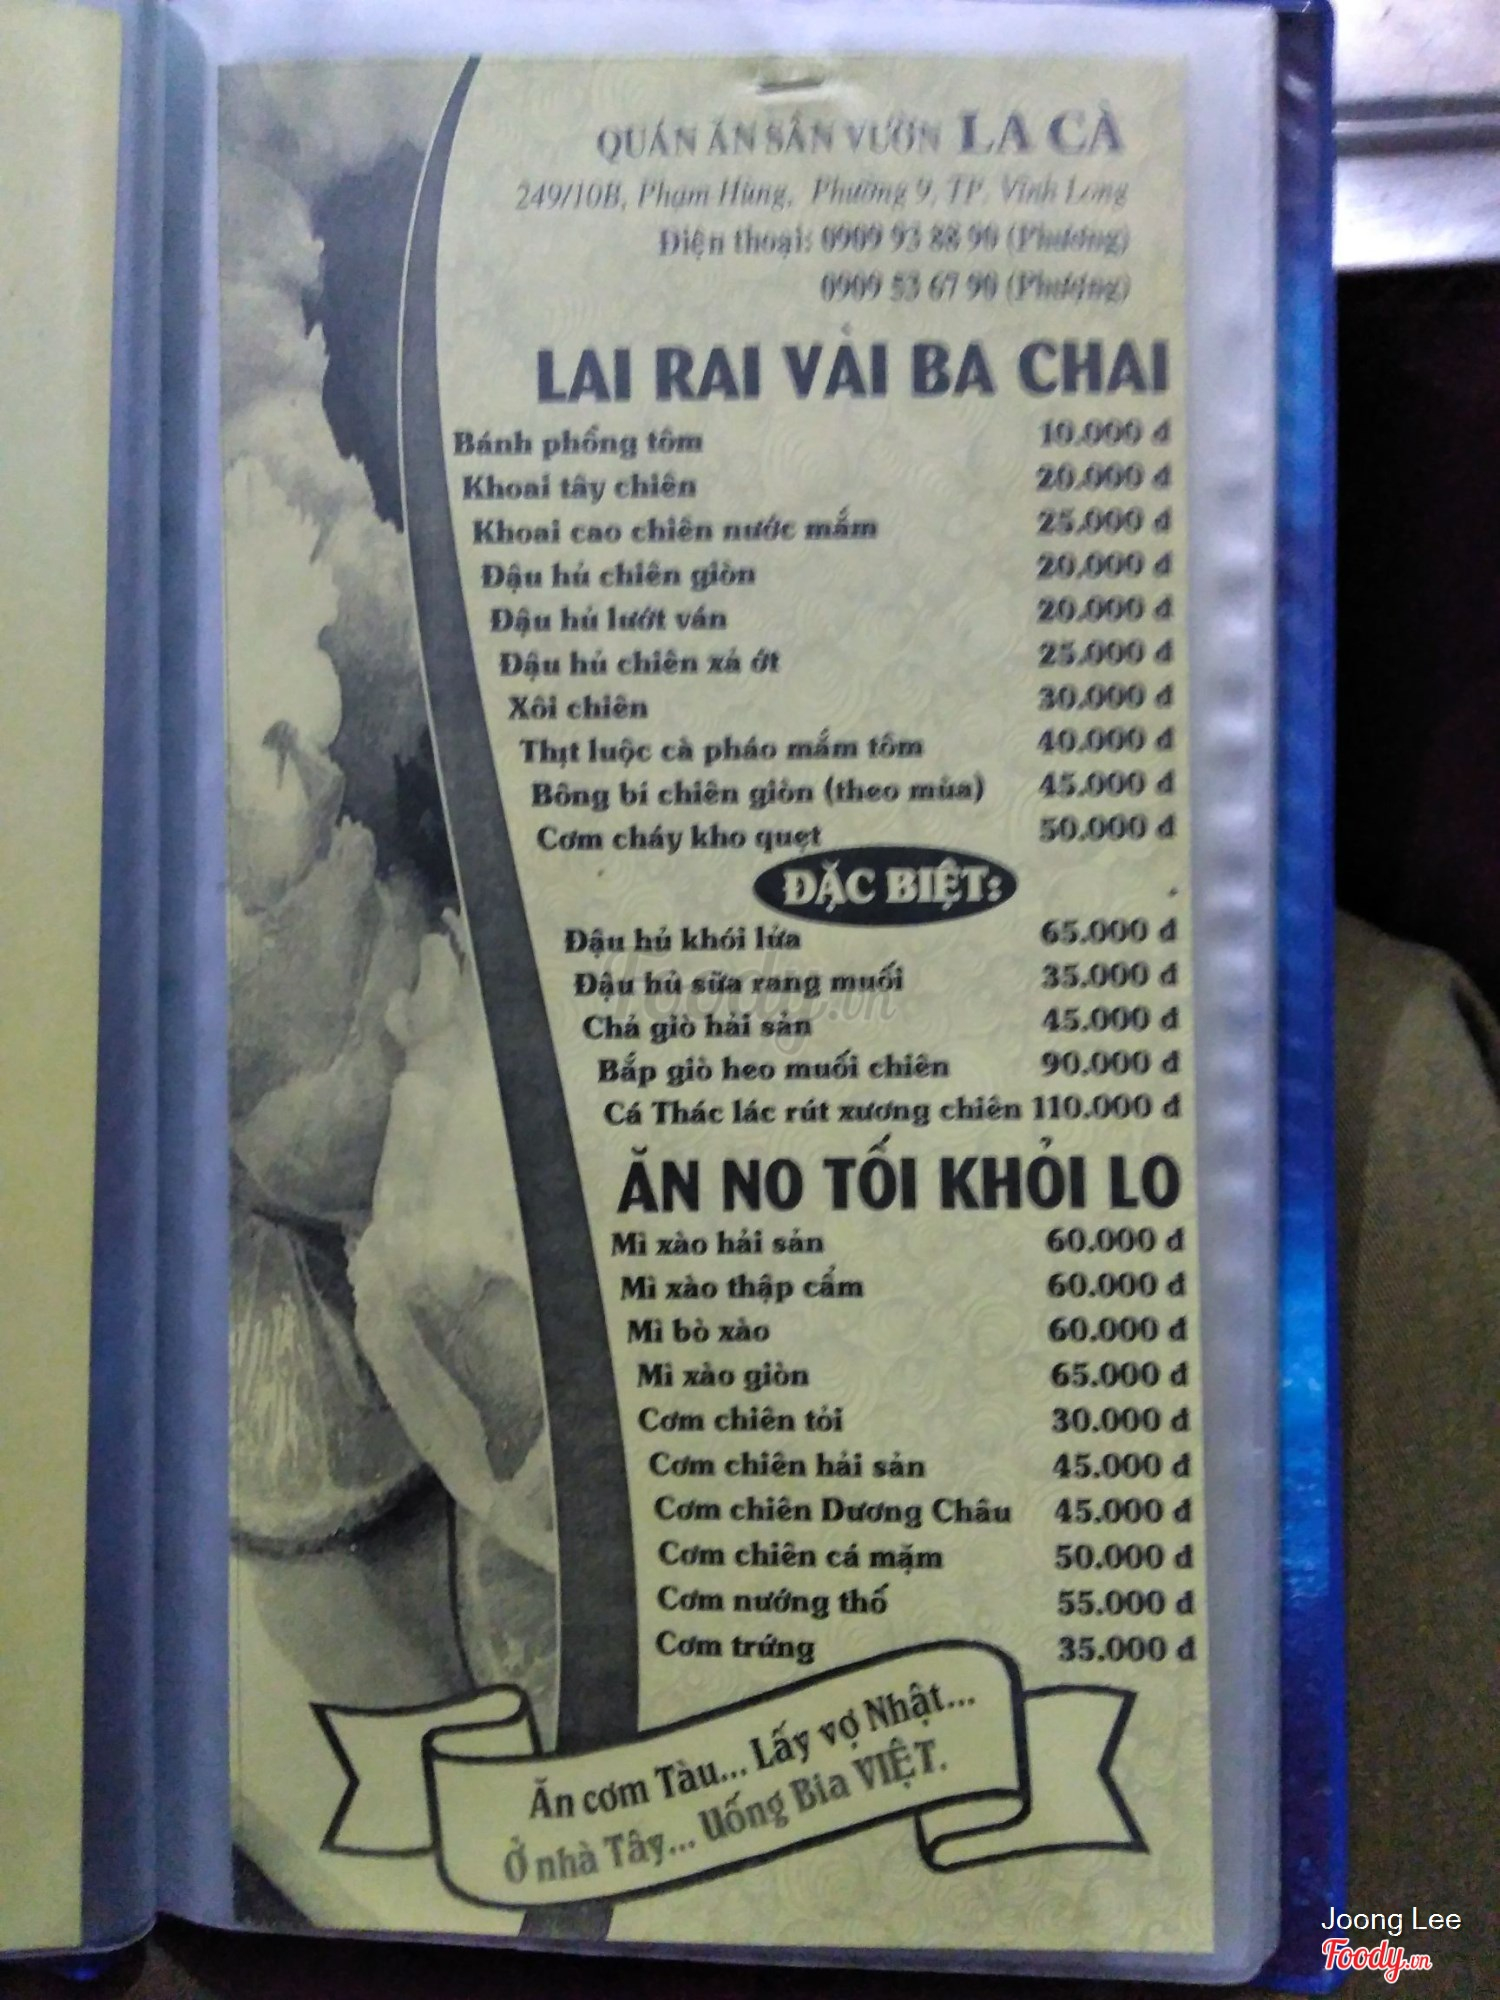 QUÁN ĂN SÂN VƯỜN LA CÀ
249/10B, Phạm Hùng, Phường 9, TP. Vĩnh Long
Điện thoại: 0909 93 88 90 (Phương)
0909 53 67 90 (Phượng)
LAI RAI VÀI BA CHAI
Bánh phồng tôm 10.000 đ
Khoai tây chiên 20.000 đ
Khoai cao chiên nước mắm 25.000 đ
Đậu hủ chiên giòn 20.000 đ
Đậu hủ lướt ván 20.000 đ
Đậu hủ chiên xả ớt 25.000 đ
Xôi chiên 30.000 đ
Thịt luộc cà pháo mắm tôm 40.000 đ
Bông bí chiên giòn (theo mùa) 45.000 đ
Cơm cháy kho quẹt 50.000 đ
ĐẶC BIỆT:
Đậu hủ khói lửa 65.000 đ
Đậu hủ sữa rang muối 35.000 đ
Chả giò hải sản 45.000 đ
Bắp giò heo muối chiên 90.000 đ
Cá Thác lác rút xương chiên 110.000 đ
ĂN NO TỐI KHỎI LO
Mì xào hải sản 60.000 đ
Mì xào thập cẩm 60.000 đ
Mì bò xào 60.000 đ
Mì xào giòn 65.000 đ
Cơm chiên tỏi 30.000 đ
Cơm chiên hải sản 45.000 đ
Cơm chiên Dương Châu 45.000 đ
Cơm chiên cá mặm 50.000 đ
Cơm nướng thố 55.000 đ
Cơm trứng 35.000 đ
Ăn cơm Tàu... Lấy vợ Nhật...
Ở nhà Tây... Uống Bia VIỆT.
Foody.vn
Joong Lee
Foody.vn